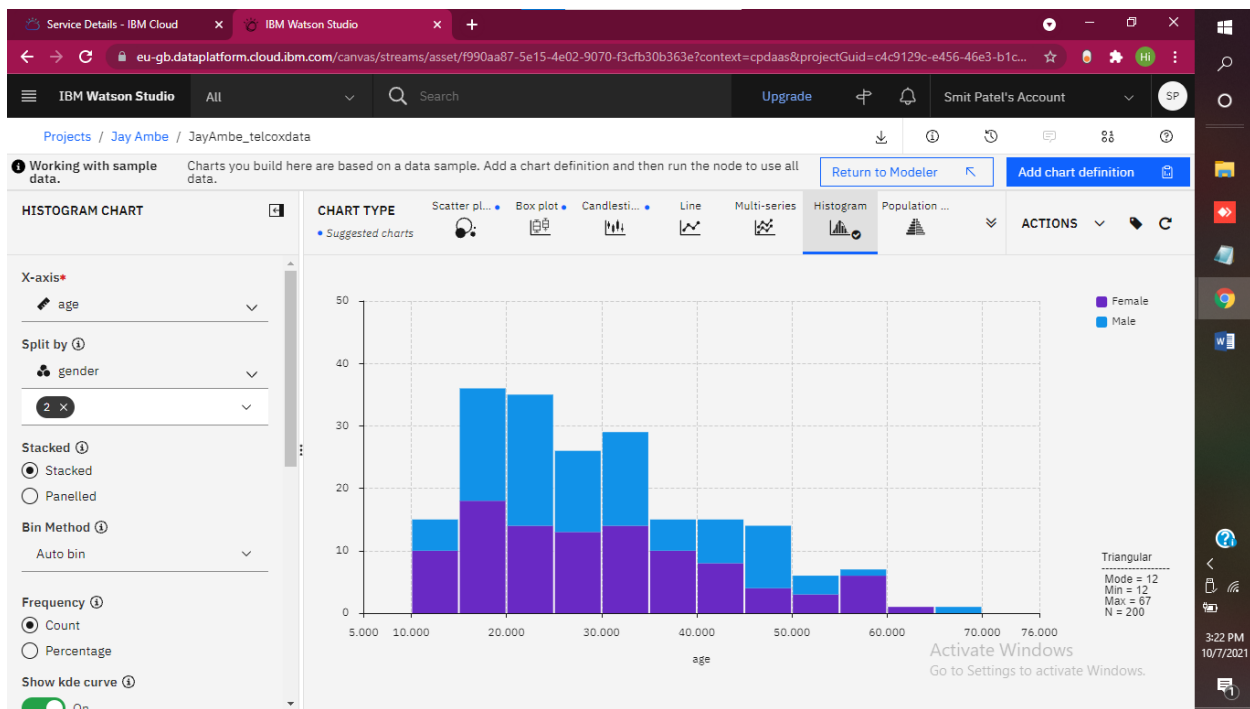 Service Details - IBM Cloud
IBM Watson Studio
eu-gb.dataplatform.cloud.ibm.com/canvas/streams/asset/f990aa87-5e15-4e02-9070-f3cfb30b363e?context=cpdaas&projectGuid=c4c9129c-e456-46e3-b1c...
Hi
IBM Watson Studio
All
Search
Upgrade
Smit Patel's Account
SP
Projects / Jay Ambe / JayAmbe_telcoxdata
Working with sample data.
Charts you build here are based on a data sample. Add a chart definition and then run the node to use all data.
Return to Modeler
Add chart definition
HISTOGRAM CHART
CHART TYPE
Suggested charts
Scatter pl...
Box plot
Candlesti...
Line
Multi-series
Histogram
Population ...
ACTIONS
X-axis*
age
Split by
gender
2 ×
Stacked
Stacked
Panelled
Bin Method
Auto bin
Frequency
Count
Percentage
Show kde curve
On
50
40
30
20
10
0
5.000 10.000 20.000 30.000 40.000 50.000 60.000 70.000 76.000
age
Female
Male
Triangular
Mode = 12
Min = 12
Max = 67
N = 200
Activate Windows
Go to Settings to activate Windows.
3:22 PM
10/7/2021
1